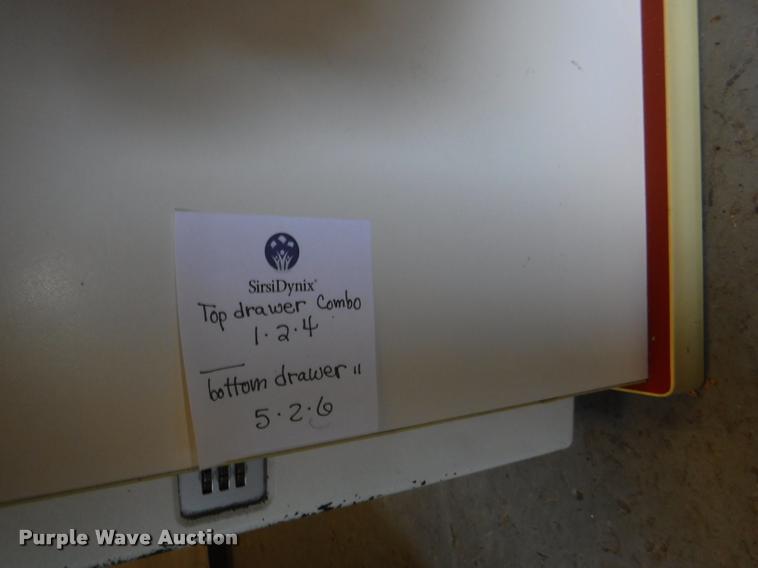 SirsiDynix®
Top drawer Combo
1·2·4
bottom drawer "
5·2·6
Purple Wave Auction